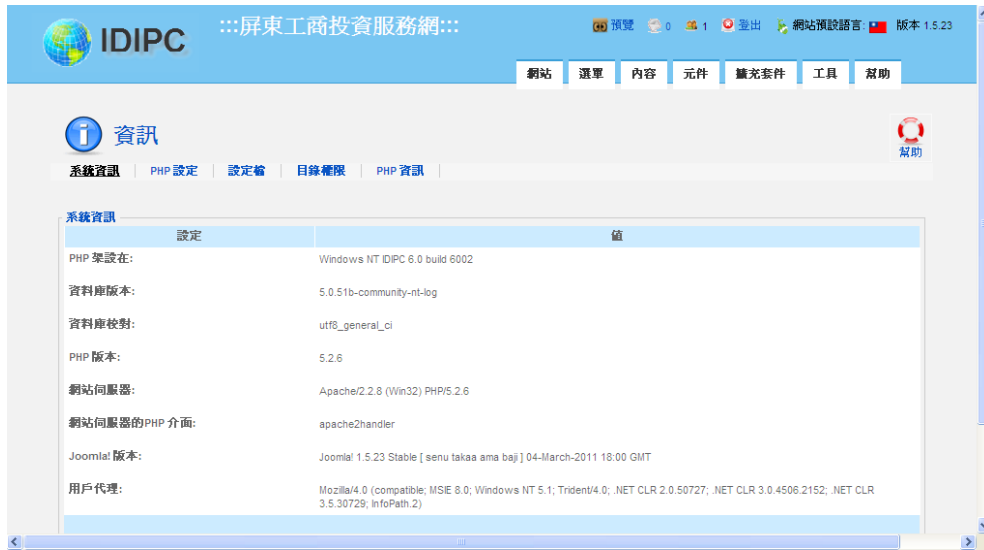 IDIPC
:::屏東工商投資服務網:::
預覽 0 1 登出 網站預設語言: 版本 1.5.23
網站 選單 內容 元件 擴充套件 工具 幫助
資訊
幫助
系統資訊 PHP 設定 設定檔 目錄權限 PHP 資訊
系統資訊
設定 值
PHP 架設在: Windows NT IDIPC 6.0 build 6002
資料庫版本: 5.0.51b-community-nt-log
資料庫校對: utf8_general_ci
PHP 版本: 5.2.6
網站伺服器: Apache/2.2.8 (Win32) PHP/5.2.6
網站伺服器的PHP 介面: apache2handler
Joomla! 版本: Joomla! 1.5.23 Stable [ senu takaa ama baji ] 04-March-2011 18:00 GMT
用戶代理: Mozilla/4.0 (compatible; MSIE 8.0; Windows NT 5.1; Trident/4.0; .NET CLR 2.0.50727; .NET CLR 3.0.4506.2152; .NET CLR
3.5.30729; InfoPath.2)